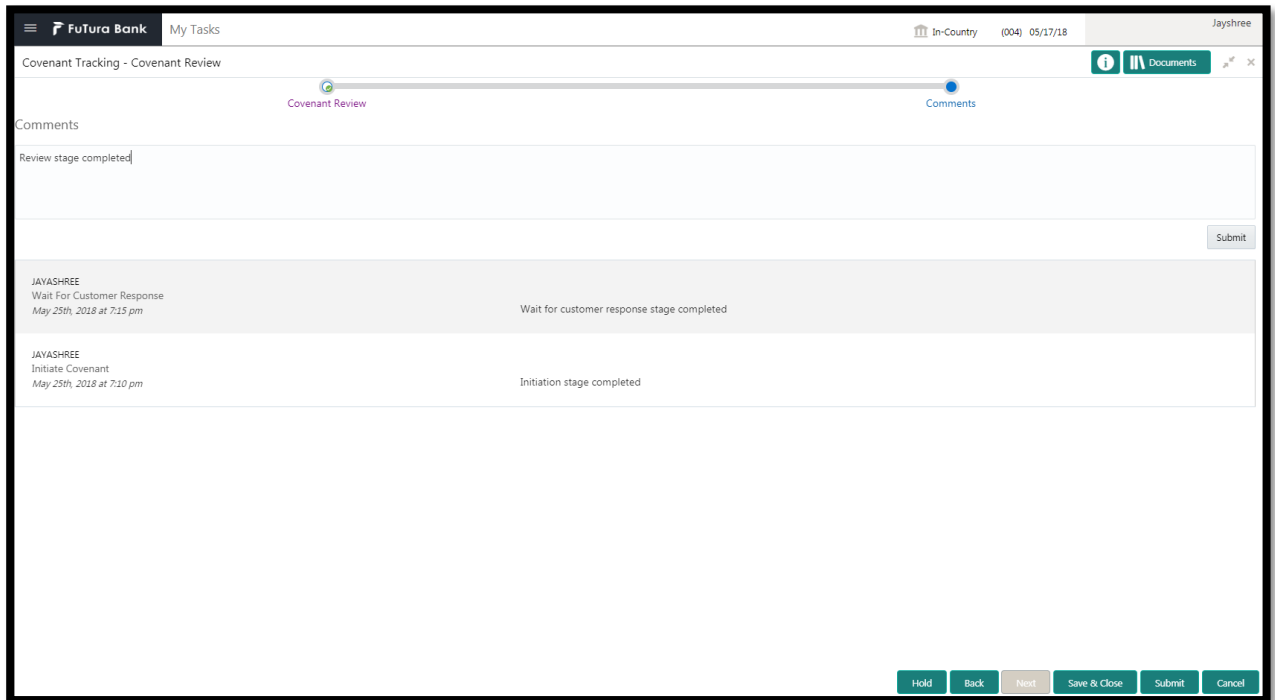 FuTura Bank My Tasks In-Country (004) 05/17/18 Jayshree
Covenant Tracking - Covenant Review Documents
Covenant Review Comments
Comments
Review stage completed
Submit
JAYASHREE
Wait For Customer Response
May 25th, 2018 at 7:15 pm Wait for customer response stage completed
JAYASHREE
Initiate Covenant
May 25th, 2018 at 7:10 pm Initiation stage completed
Hold Back Next Save & Close Submit Cancel